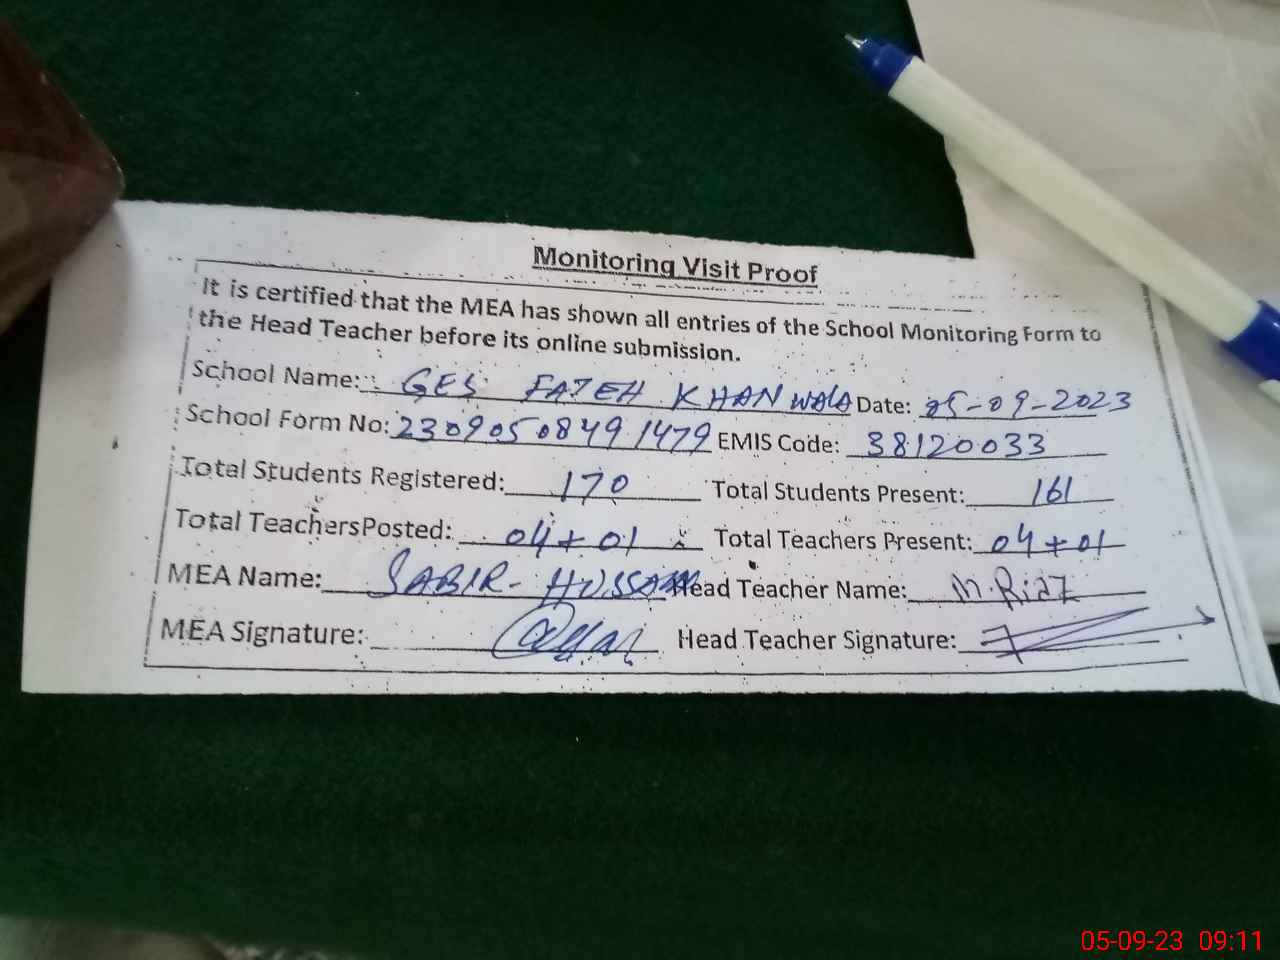 Monitoring Visit Proof
It is certified that the MEA has shown all entries of the School Monitoring Form to
the Head Teacher before its online submission.
School Name: GES FATEH KHAN WALA Date: 05-09-2023
School Form No: 23090508491479 EMIS Code: 38120033
Total Students Registered: 170 Total Students Present: 161
Total TeachersPosted: 04+01 Total Teachers Present: 04+01
MEA Name: SABIR-HUSSAIN Head Teacher Name: M.Riaz
MEA Signature: Head Teacher Signature:
05-09-23 09:11